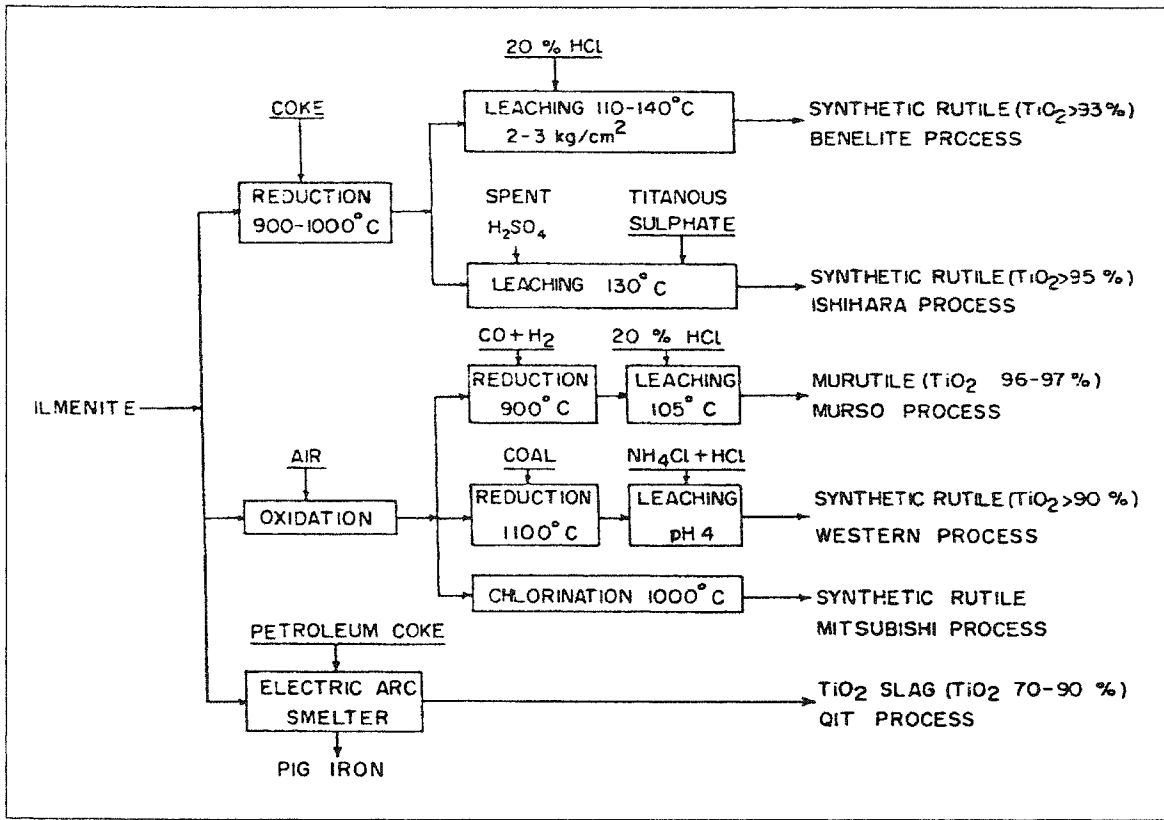 20 % HCl
COKE
LEACHING 110-140°C
2-3 kg/cm²
SYNTHETIC RUTILE (TiO₂>93%)
BENELITE PROCESS
REDUCTION
900-1000°C
SPENT
H₂SO₄
TITANOUS
SULPHATE
LEACHING 130°C
SYNTHETIC RUTILE (TiO₂>95 %)
ISHIHARA PROCESS
CO+H₂
20 % HCl
REDUCTION
900°C
LEACHING
105°C
MURUTILE (TiO₂ 96-97 %)
MURSO PROCESS
ILMENITE
AIR
OXIDATION
COAL
NH₄Cl+HCl
REDUCTION
1100°C
LEACHING
pH 4
SYNTHETIC RUTILE (TiO₂>90 %)
WESTERN PROCESS
CHLORINATION 1000°C
SYNTHETIC RUTILE
MITSUBISHI PROCESS
PETROLEUM COKE
ELECTRIC ARC
SMELTER
TiO₂ SLAG (TiO₂ 70-90 %)
QIT PROCESS
PIG IRON